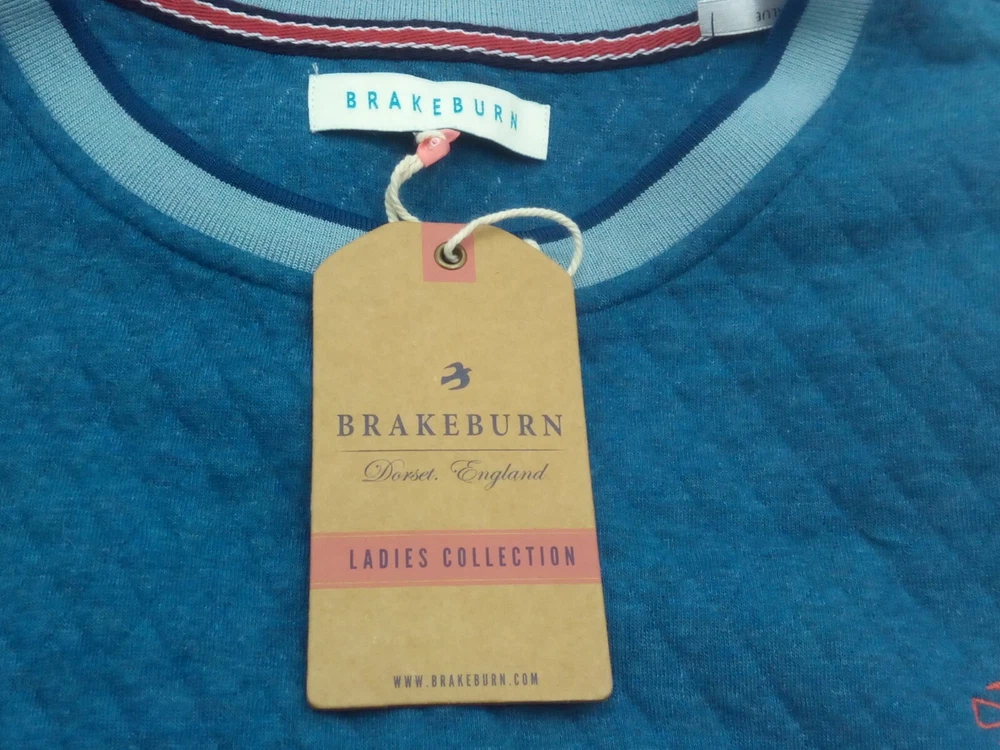 BRAKEBURN
BRAKEBURN
Dorset. England
LADIES COLLECTION
WWW.BRAKEBURN.COM